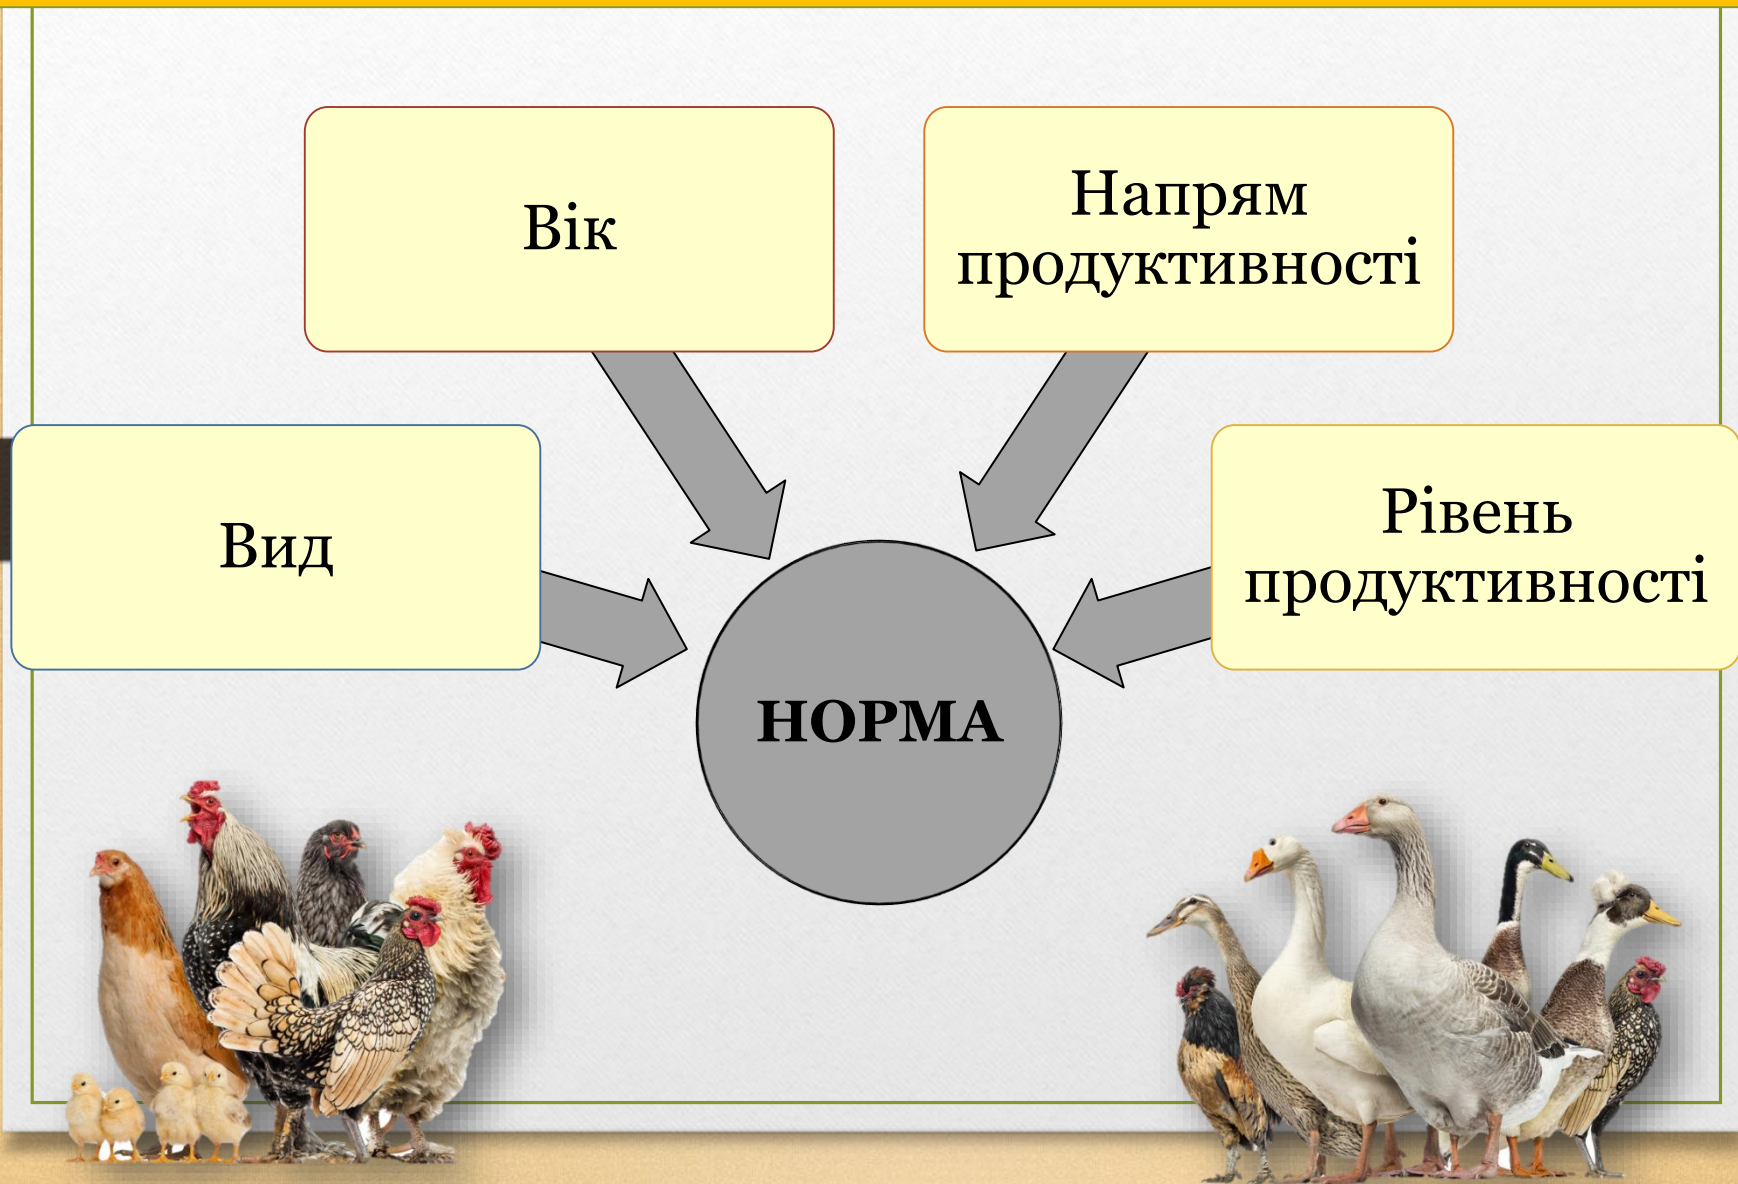 Вік
Напрям
продуктивності
Вид
Рівень
продуктивності
НОРМА